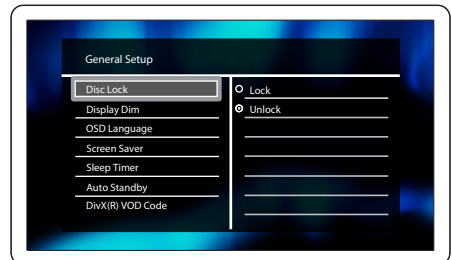 General Setup
Disc Lock
Display Dim
OSD Language
Screen Saver
Sleep Timer
Auto Standby
DivX(R) VOD Code
Lock
Unlock